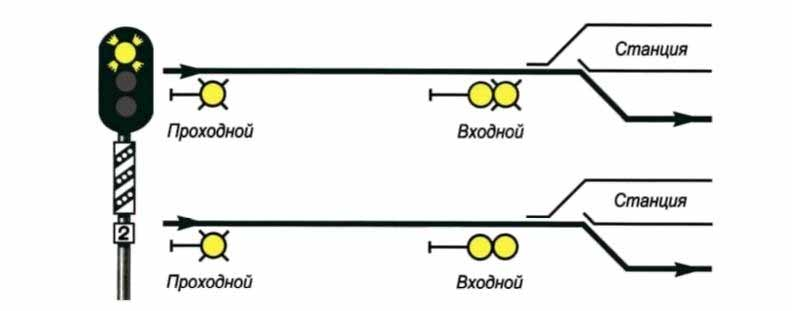 Станция
Проходной
Входной
2
Станция
Проходной
Входной